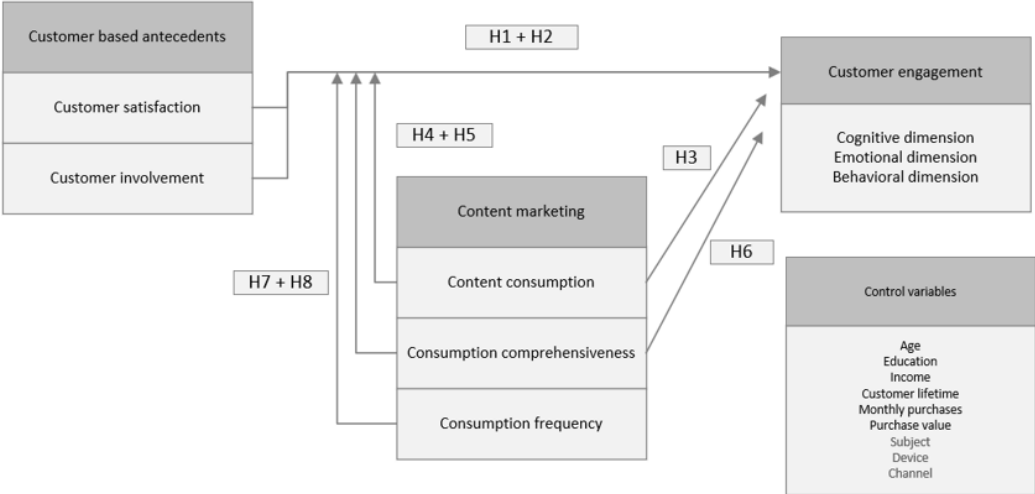 Customer based antecedents
Customer satisfaction
Customer involvement
H1 + H2
H4 + H5
H3
H6
H7 + H8
Content marketing
Content consumption
Consumption comprehensiveness
Consumption frequency
Customer engagement
Cognitive dimension
Emotional dimension
Behavioral dimension
Control variables
Age
Education
Income
Customer lifetime
Monthly purchases
Purchase value
Subject
Device
Channel